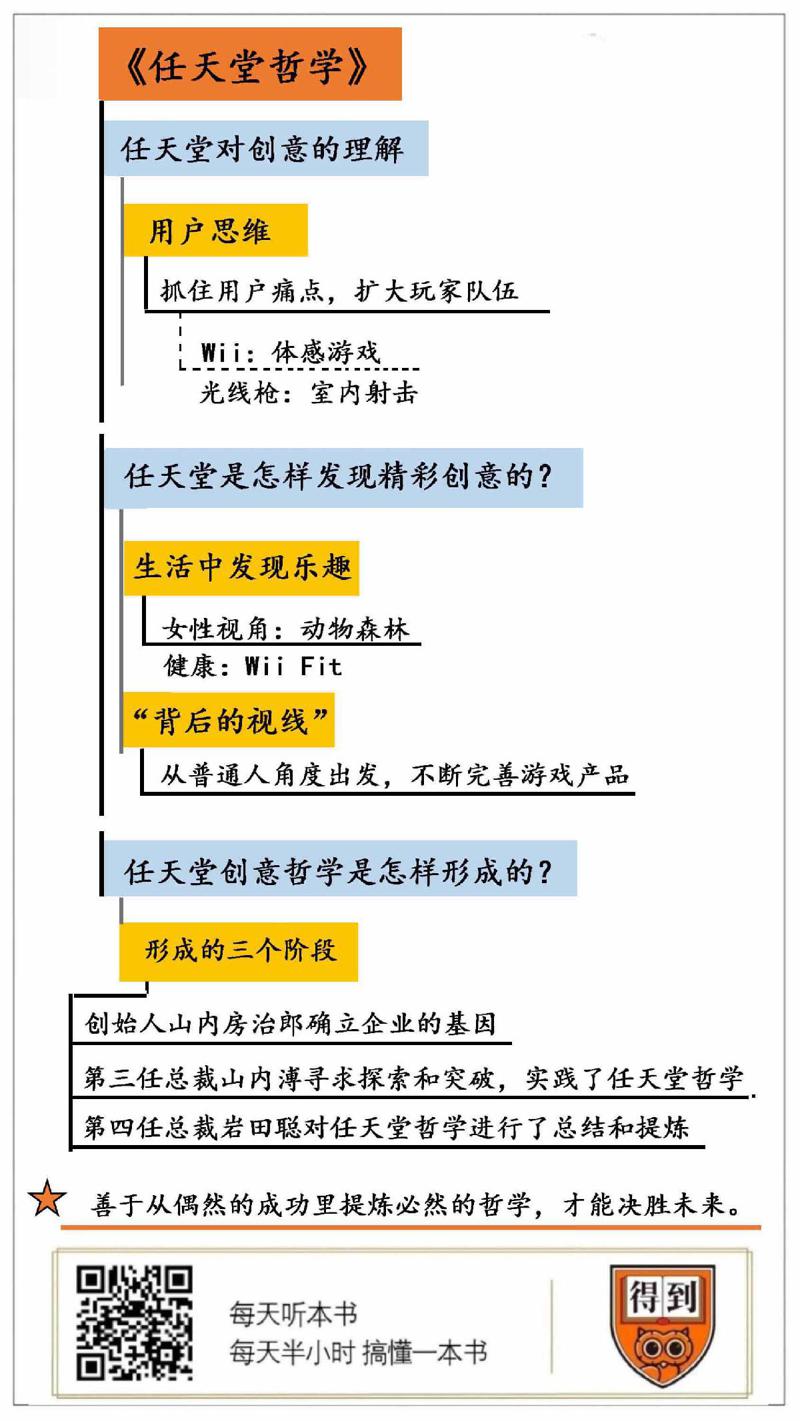 《任天堂哲学》
任天堂对创意的理解
用户思维
抓住用户痛点，扩大玩家队伍
Wii：体感游戏
光线枪：室内射击
任天堂是怎样发现精彩创意的？
生活中发现乐趣
女性视角：动物森林
健康：Wii Fit
“背后的视线”
从普通人角度出发，不断完善游戏产品
任天堂创意哲学是怎样形成的？
形成的三个阶段
创始人山内房治郎确立企业的基因
第三任总裁山内溥寻求探索和突破，实践了任天堂哲学.
第四任总裁岩田聪对任天堂哲学进行了总结和提炼
善于从偶然的成功里提炼必然的哲学，才能决胜未来。
每天听本书
每天半小时 搞懂一本书
得到